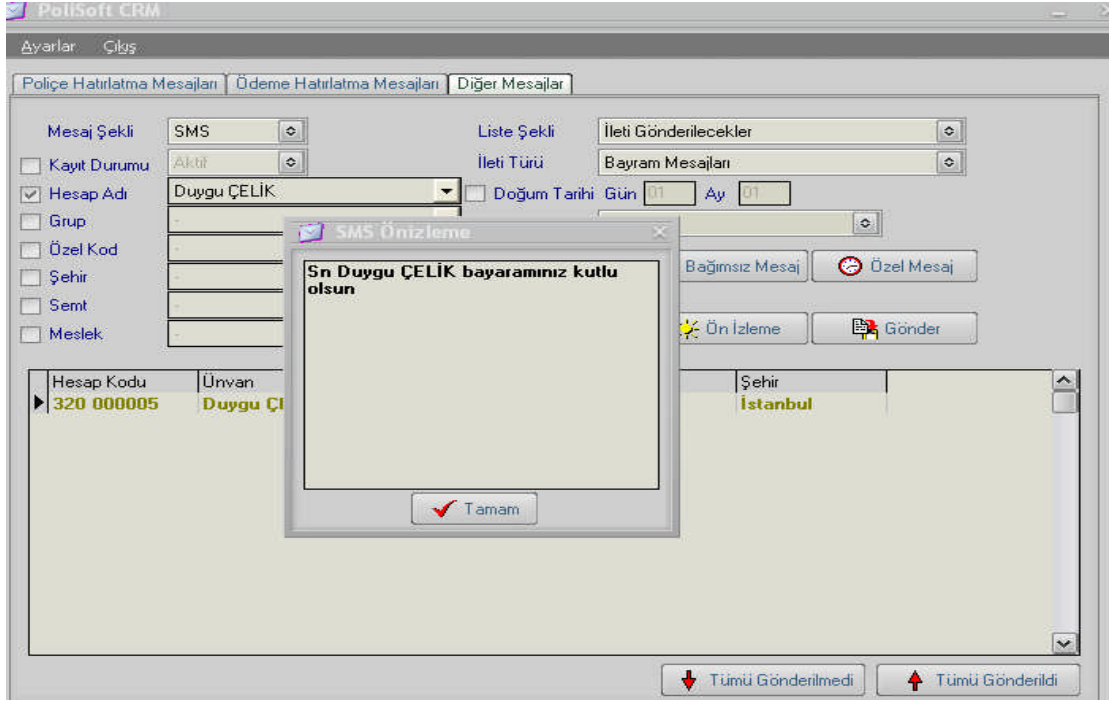 PoliSoft CRM
Ayarlar Çıkış
Poliçe Hatırlatma Mesajları Ödeme Hatırlatma Mesajları Diğer Mesajlar
Mesaj Şekli SMS Liste Şekli İleti Gönderilecekler
Kayıt Durumu Aktif İleti Türü Bayram Mesajları
Hesap Adı Duygu ÇELİK Doğum Tarihi Gün 01 Ay 01
Grup -
Özel Kod -
Şehir -
Semt -
Meslek -
SMS Önizleme
Sn Duygu ÇELİK bayaramınız kutlu
olsun
Tamam
Bağımsız Mesaj Özel Mesaj
Ön İzleme Gönder
Hesap Kodu Ünvan Şehir
320 000005 Duygu ÇE İstanbul
Tümü Gönderilmedi Tümü Gönderildi